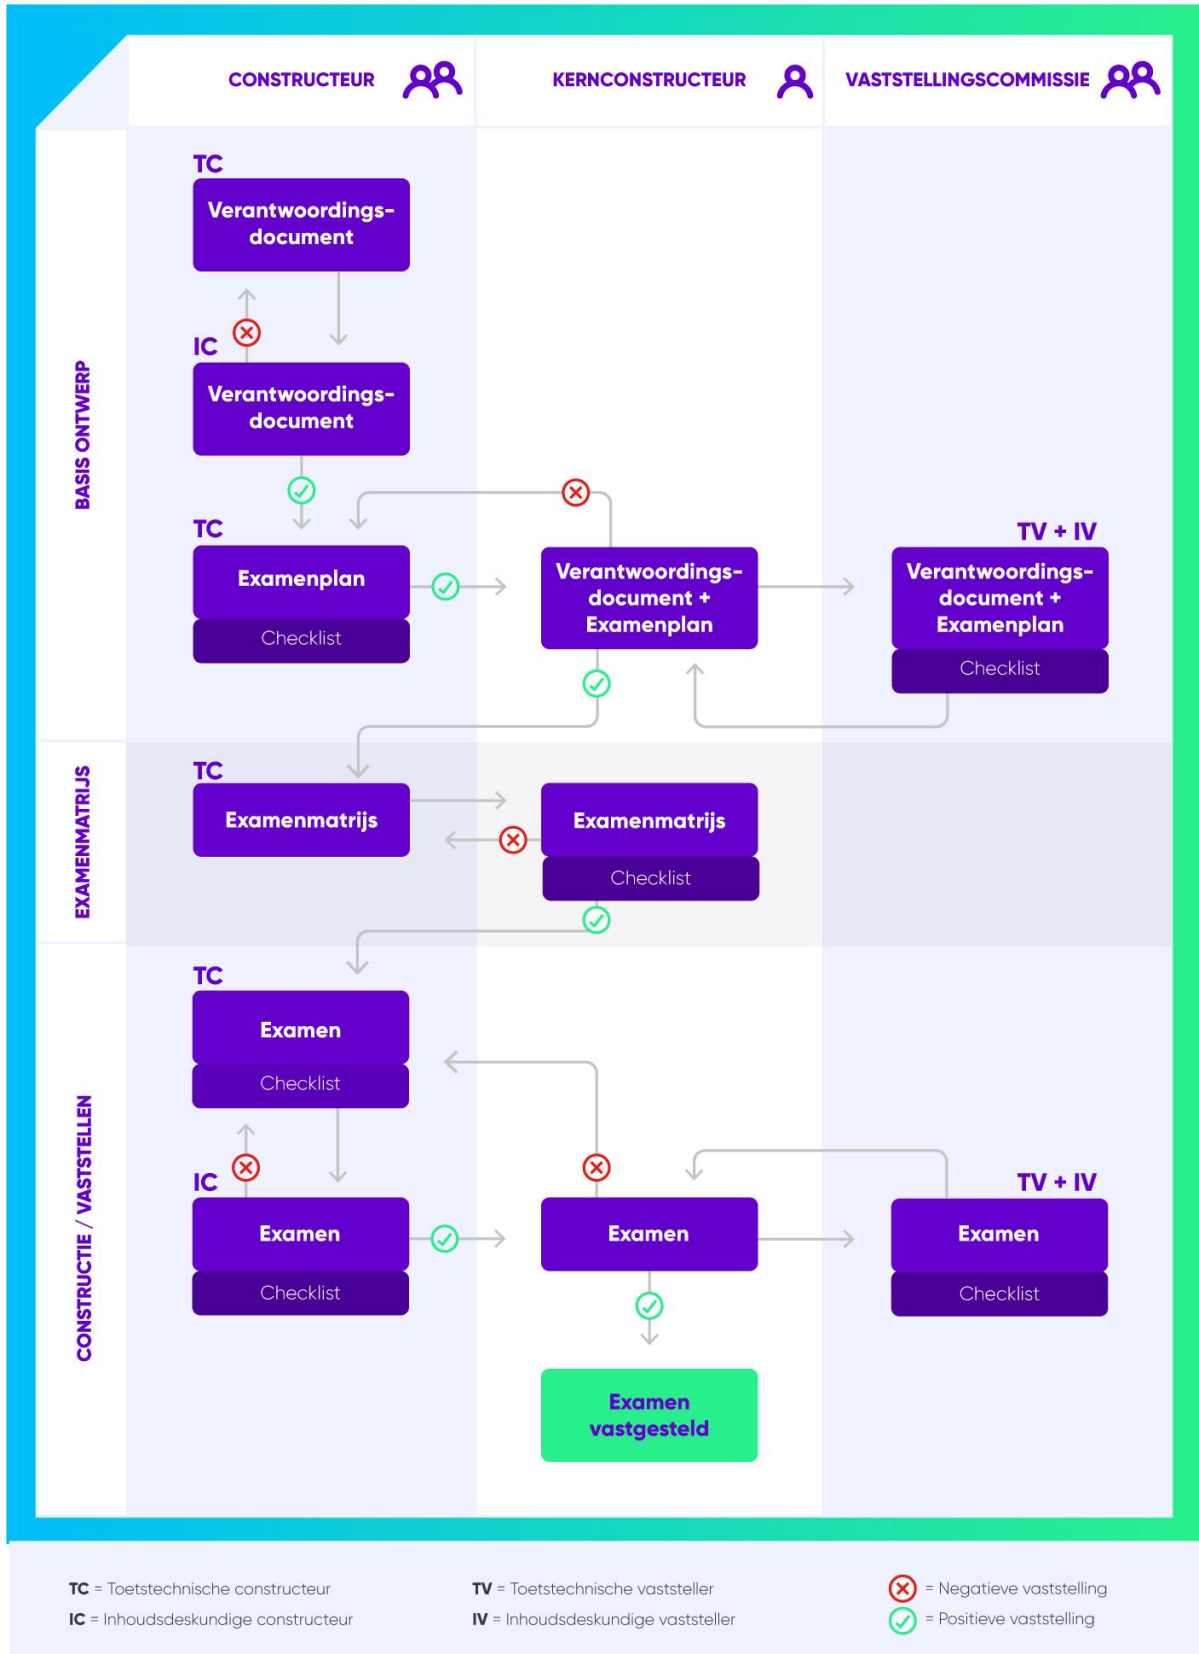 CONSTRUCTEUR
KERNCONSTRUCTEUR
VASTSTELLINGSCOMMISSIE
BASIS ONTWERP
TC
Verantwoordings-
document
IC
Verantwoordings-
document
TC
Examenplan
Checklist
Verantwoordings-
document +
Examenplan
TV + IV
Verantwoordings-
document +
Examenplan
Checklist
EXAMENMATRIJS
TC
Examenmatrijs
Examenmatrijs
Checklist
CONSTRUCTIE / VASTSTELLEN
TC
Examen
Checklist
IC
Examen
Checklist
Examen
TV + IV
Examen
Checklist
Examen
vastgesteld
TC = Toetstechnische constructeur
IC = Inhoudsdeskundige constructeur
TV = Toetstechnische vaststeller
IV = Inhoudsdeskundige vaststeller
= Negatieve vaststelling
= Positieve vaststelling